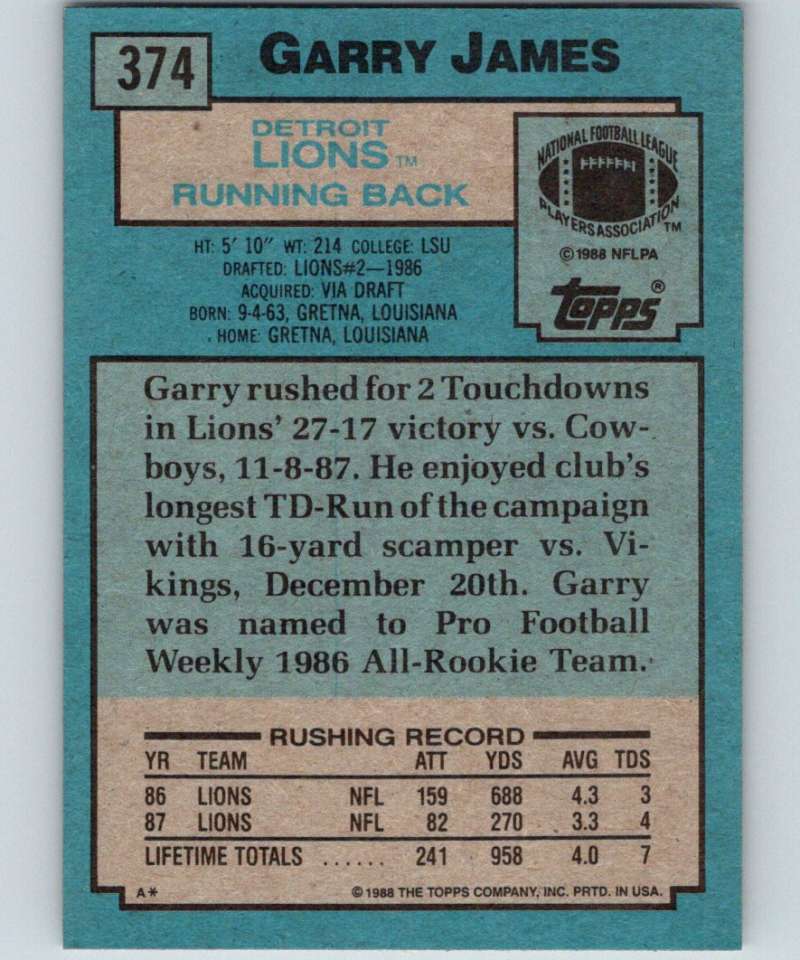 374
GARRY JAMES
DETROIT
LIONS TM
RUNNING BACK
NATIONAL FOOTBALL LEAGUE
PLAYERS ASSOCIATION TM
© 1988 NFLPA
TOPPS ®
HT: 5' 10" WT: 214 COLLEGE: LSU
DRAFTED: LIONS#2—1986
ACQUIRED: VIA DRAFT
BORN: 9-4-63, GRETNA, LOUISIANA
HOME: GRETNA, LOUISIANA
Garry rushed for 2 Touchdowns
in Lions' 27-17 victory vs. Cow-
boys, 11-8-87. He enjoyed club's
longest TD-Run of the campaign
with 16-yard scamper vs. Vi-
kings, December 20th. Garry
was named to Pro Football
Weekly 1986 All-Rookie Team.
RUSHING RECORD
YR TEAM ATT YDS AVG TDS
86 LIONS NFL 159 688 4.3 3
87 LIONS NFL 82 270 3.3 4
LIFETIME TOTALS ...... 241 958 4.0 7
A*
© 1988 THE TOPPS COMPANY, INC. PRTD. IN USA.